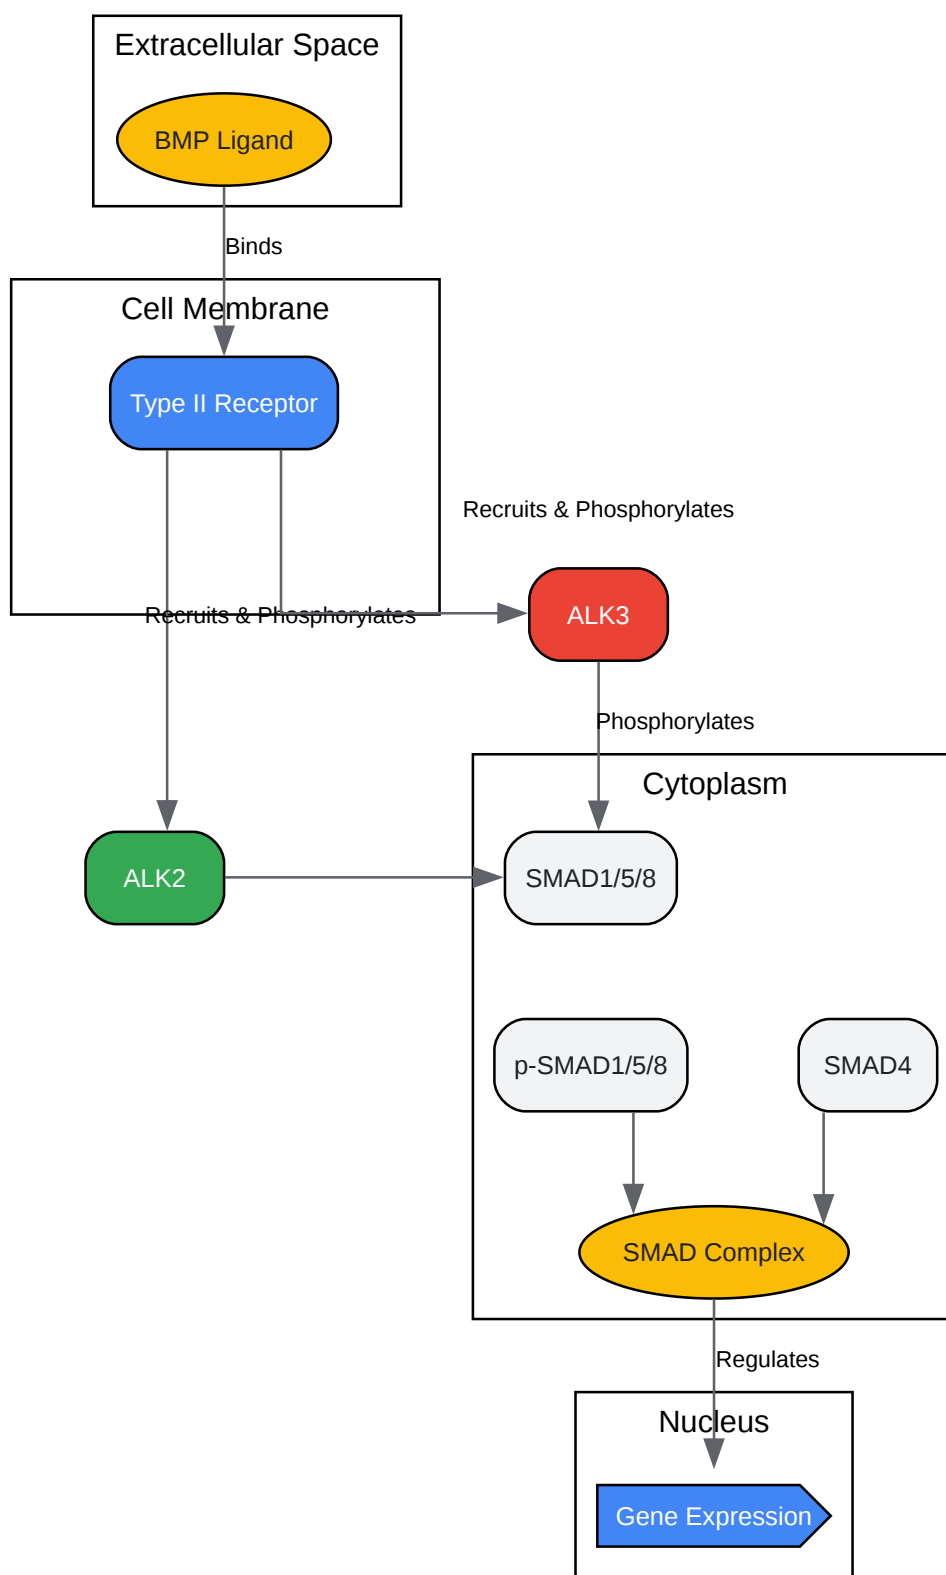 Extracellular Space
BMP Ligand
Binds
Cell Membrane
Type II Receptor
Recruits & Phosphorylates
Recruits & Phosphorylates
ALK3
Phosphorylates
Cytoplasm
ALK2
SMAD1/5/8
p-SMAD1/5/8
SMAD4
SMAD Complex
Regulates
Nucleus
Gene Expression